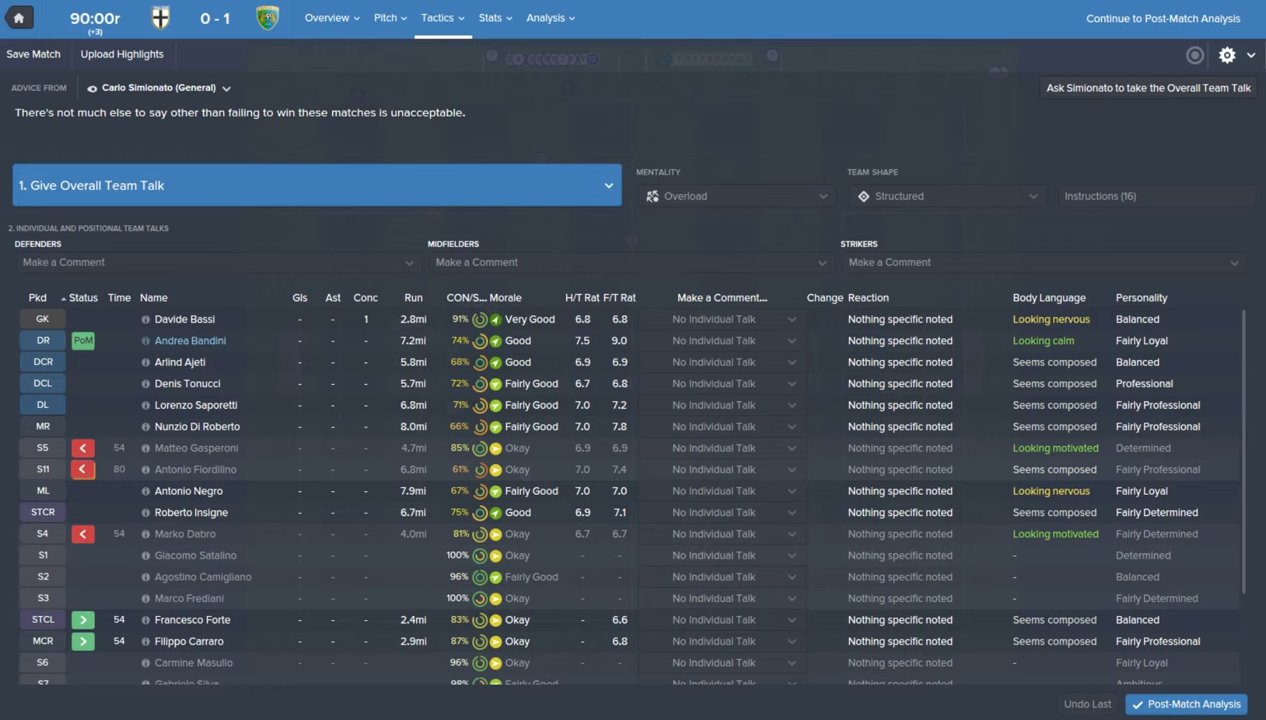 90:00r
(+3)
0 - 1
Overview
Pitch
Tactics
Stats
Analysis
Continue to Post-Match Analysis
Save Match
Upload Highlights
ADVICE FROM
Carlo Simionato (General)
Ask Simionato to take the Overall Team Talk
There's not much else to say other than failing to win these matches is unacceptable.
1. Give Overall Team Talk
MENTALITY
Overload
TEAM SHAPE
Structured
Instructions (16)
2. INDIVIDUAL AND POSITIONAL TEAM TALKS
DEFENDERS
MIDFIELDERS
STRIKERS
Make a Comment
Make a Comment
Make a Comment
Pkd Status Time Name Gls Ast Conc Run CON/S... Morale H/T Rat F/T Rat Make a Comment... Change Reaction Body Language Personality
GK Davide Bassi - - 1 2.8mi 91% Very Good 6.8 6.8 No Individual Talk Nothing specific noted Looking nervous Balanced
DR PoM Andrea Bandini - - - 7.2mi 74% Good 7.5 9.0 No Individual Talk Nothing specific noted Looking calm Fairly Loyal
DCR Arlind Ajeti - - - 5.8mi 68% Good 6.9 6.9 No Individual Talk Nothing specific noted Seems composed Balanced
DCL Denis Tonucci - - - 5.7mi 72% Fairly Good 6.7 6.8 No Individual Talk Nothing specific noted Seems composed Professional
DL Lorenzo Saporetti - - - 6.8mi 71% Fairly Good 7.0 7.2 No Individual Talk Nothing specific noted Seems composed Fairly Professional
MR Nunzio Di Roberto - - - 8.0mi 66% Fairly Good 7.0 7.8 No Individual Talk Nothing specific noted Seems composed Fairly Professional
S5 54 Matteo Gasperoni - - - 4.7mi 85% Okay 6.9 6.9 No Individual Talk Nothing specific noted Looking motivated Determined
S11 80 Antonio Fiordilino - - - 6.8mi 61% Okay 7.0 7.4 No Individual Talk Nothing specific noted Seems composed Fairly Professional
ML Antonio Negro - - - 7.9mi 67% Fairly Good 7.0 7.0 No Individual Talk Nothing specific noted Looking nervous Fairly Loyal
STCR Roberto Insigne - - - 6.7mi 75% Good 6.9 7.1 No Individual Talk Nothing specific noted Seems composed Fairly Determined
S4 54 Marko Dabro - - - 4.0mi 81% Okay 6.7 6.7 No Individual Talk Nothing specific noted Looking motivated Fairly Determined
S1 Giacomo Satalino 100% Okay - - No Individual Talk Nothing specific noted - Determined
S2 Agostino Camigliano 96% Fairly Good - - No Individual Talk Nothing specific noted - Balanced
S3 Marco Frediani 100% Okay - - No Individual Talk Nothing specific noted - Fairly Determined
STCL 54 Francesco Forte - - - 2.4mi 83% Okay - 6.6 No Individual Talk Nothing specific noted Seems composed Balanced
MCR 54 Filippo Carraro - - - 2.9mi 87% Okay - 6.8 No Individual Talk Nothing specific noted Seems composed Fairly Professional
S6 Carmine Masullo 96% Okay - - No Individual Talk Nothing specific noted - Fairly Loyal
S7 Gabriele Silva 98% Fairly Good - - No Individual Talk Nothing specific noted - Ambitious
Undo Last
Post-Match Analysis